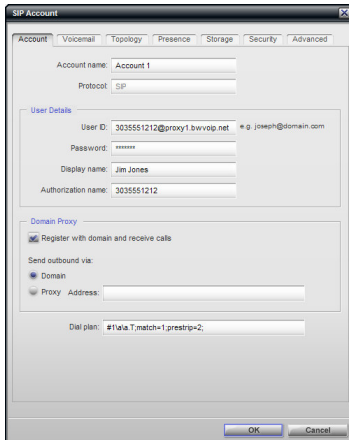 SIP Account
Account Voicemail Topology Presence Storage Security Advanced
Account name: Account 1
Protocol: SIP
User Details
User ID: 3035551212@proxy1.bwvoip.net e.g. joseph@domain.com
Password: *******
Display name: Jim Jones
Authorization name: 3035551212
Domain Proxy
Register with domain and receive calls
Send outbound via:
Domain
Proxy Address:
Dial plan: #1\a\a.T;match=1;prestrip=2;
OK Cancel